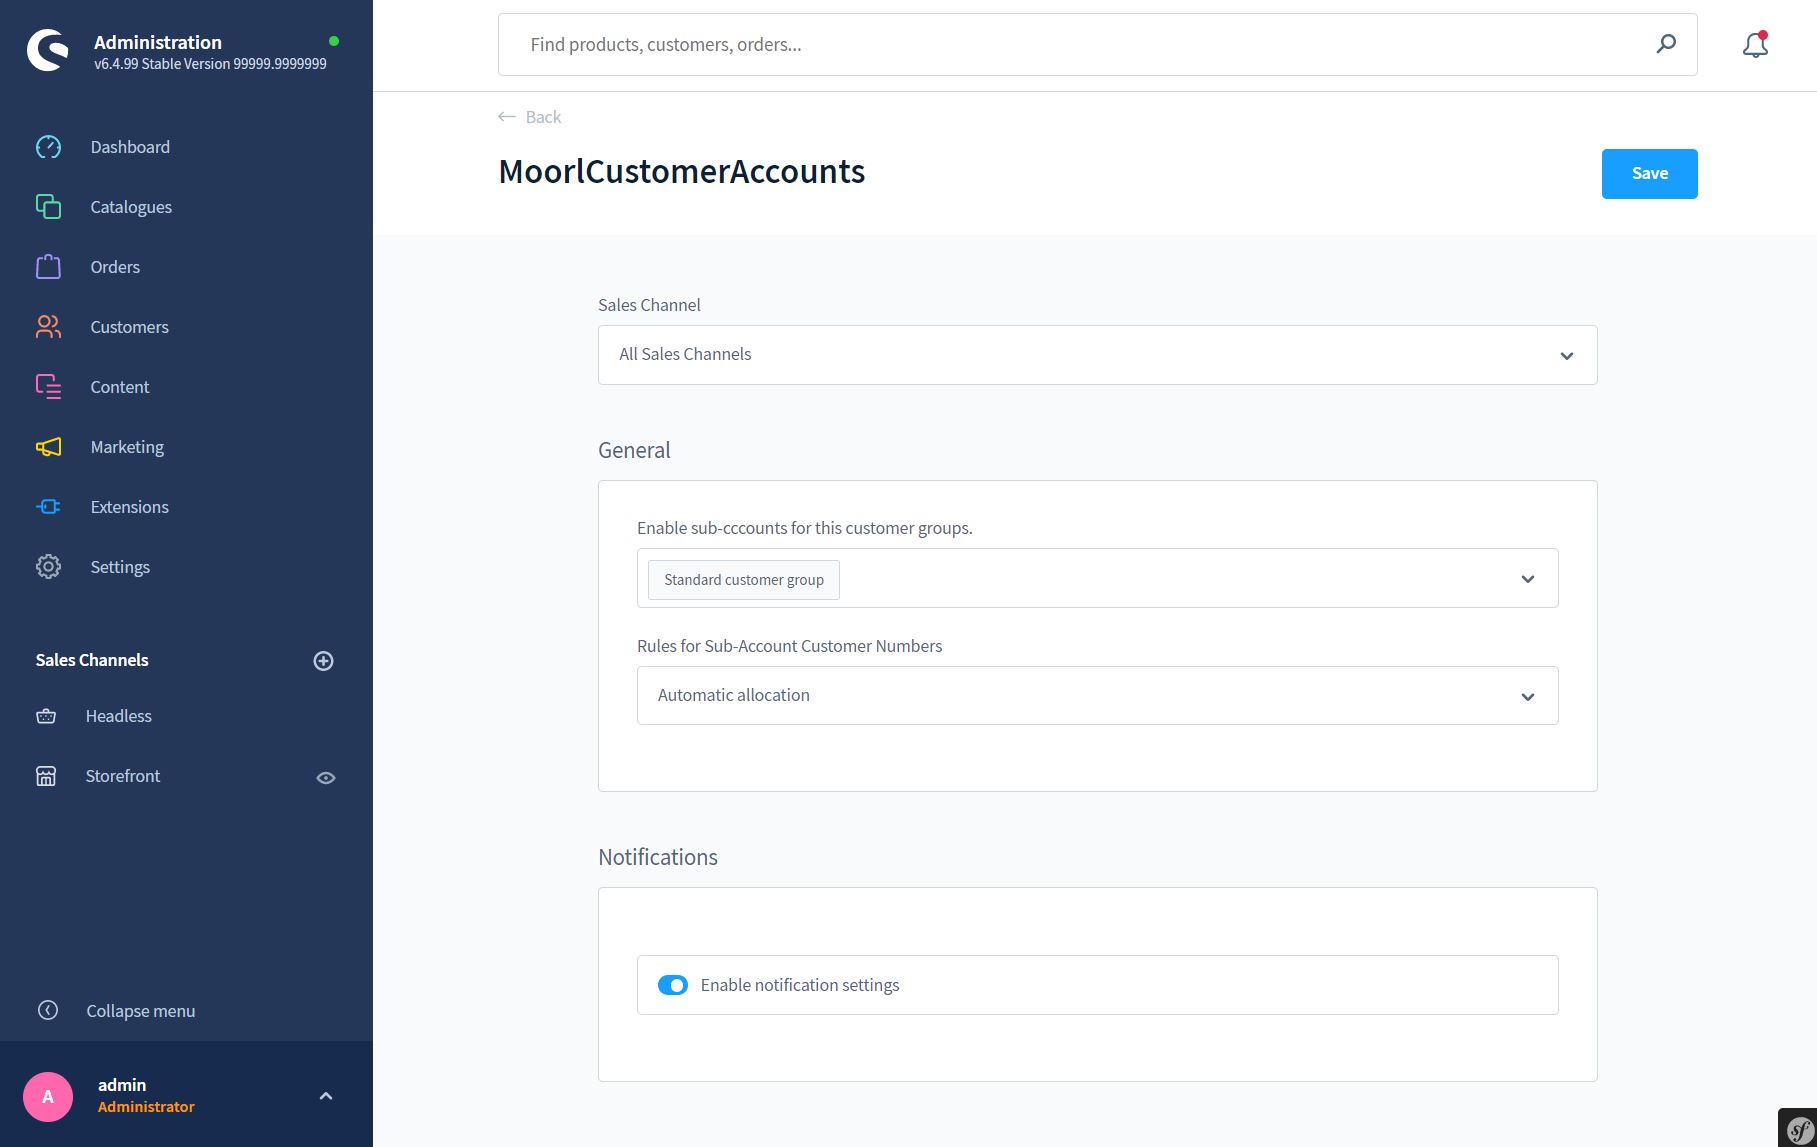 Administration
v6.4.99 Stable Version 99999.9999999
Dashboard
Catalogues
Orders
Customers
Content
Marketing
Extensions
Settings
Sales Channels
Headless
Storefront
Collapse menu
A
admin
Administrator
Find products, customers, orders...
Back
MoorlCustomerAccounts
Save
Sales Channel
All Sales Channels
General
Enable sub-cccounts for this customer groups.
Standard customer group
Rules for Sub-Account Customer Numbers
Automatic allocation
Notifications
Enable notification settings
sf